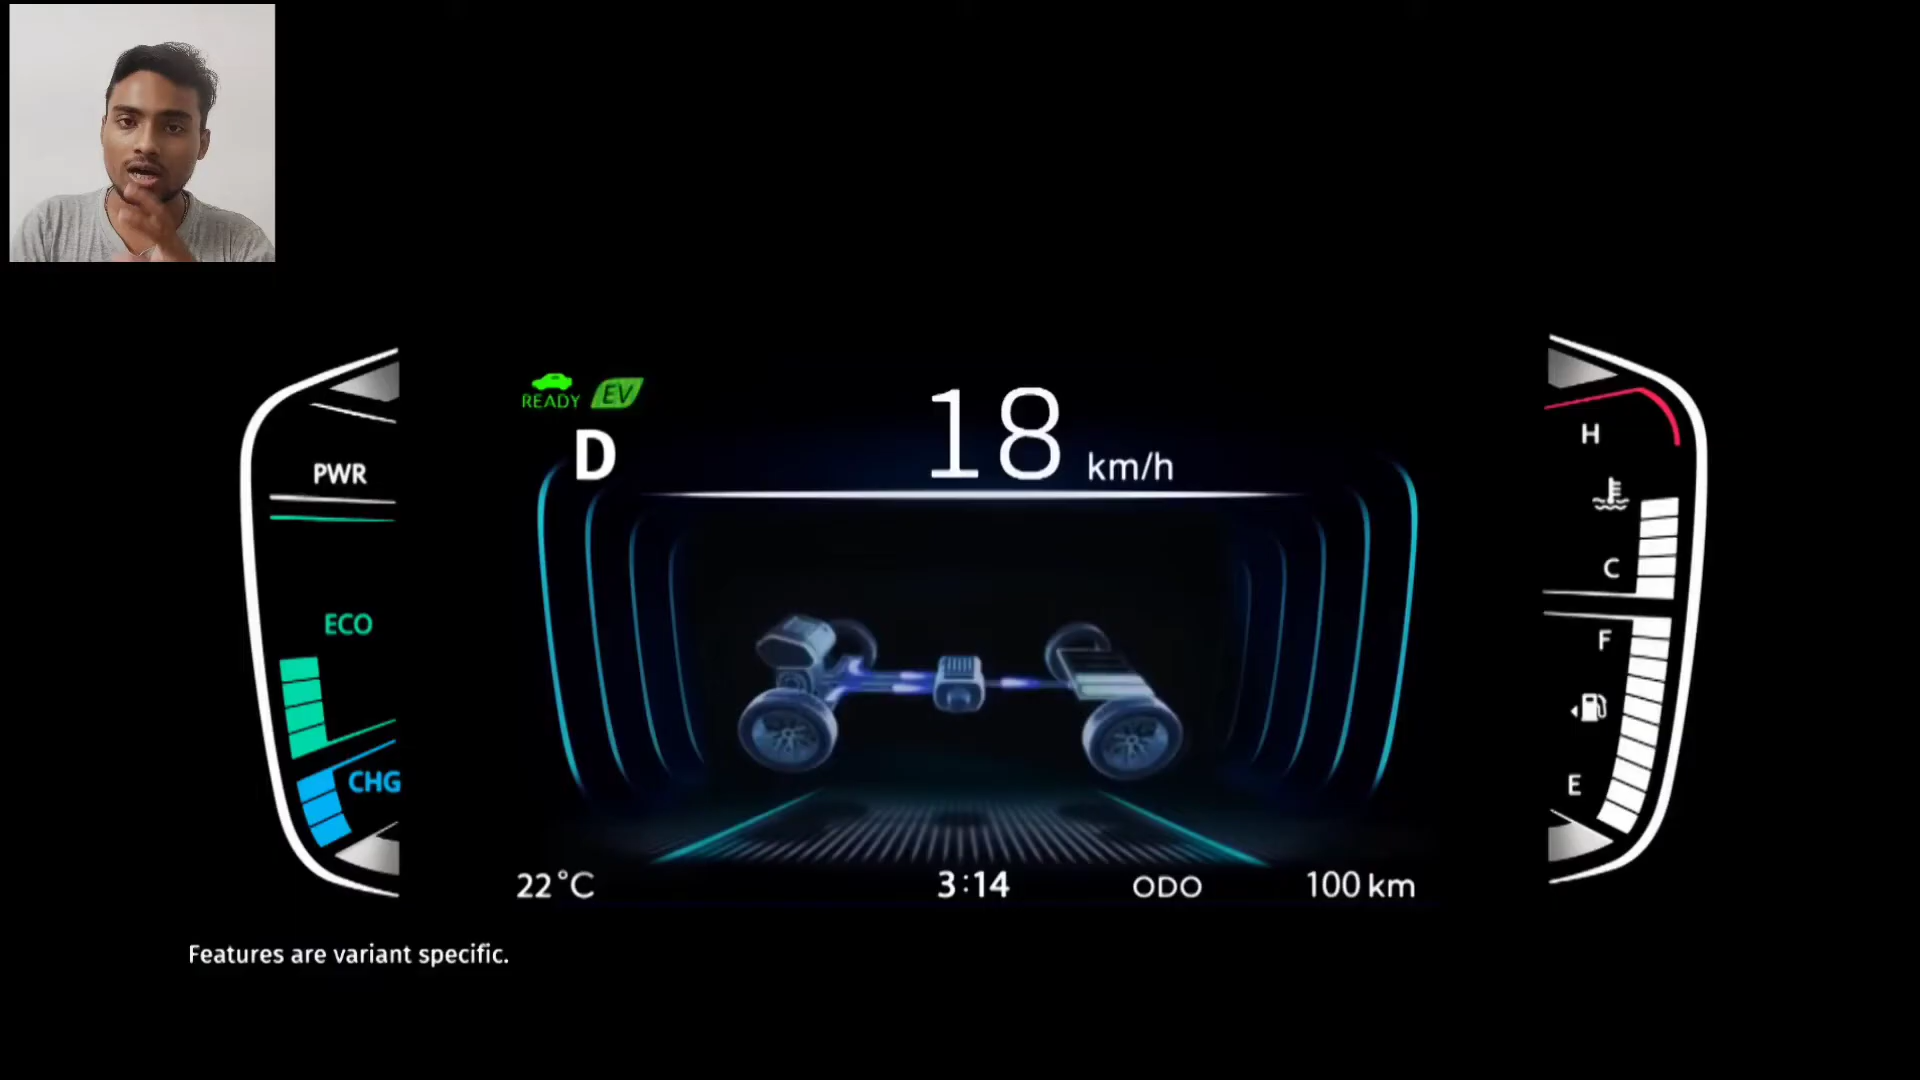 READY EV
D
18 km/h
PWR
ECO
CHG
H
C
F
E
22°C
3:14
ODO
100 km
Features are variant specific.